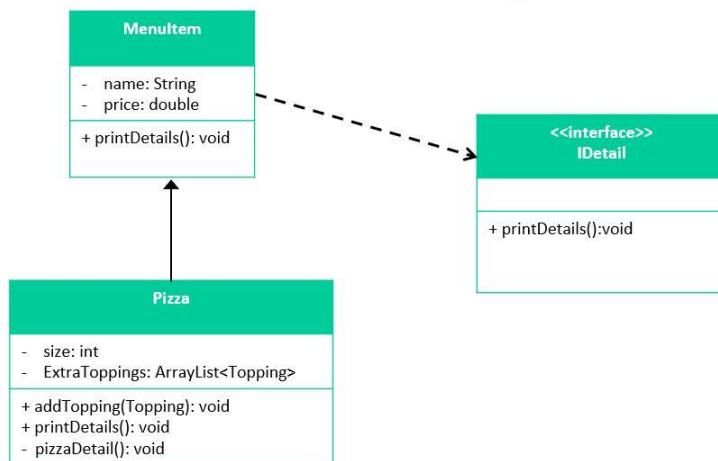 MenuItem
- name: String
- price: double
+ printDetails(): void
<<interface>>
IDetail
+ printDetails():void
Pizza
- size: int
- ExtraToppings: ArrayList<Topping>
+ addTopping(Topping): void
+ printDetails(): void
- pizzaDetail(): void